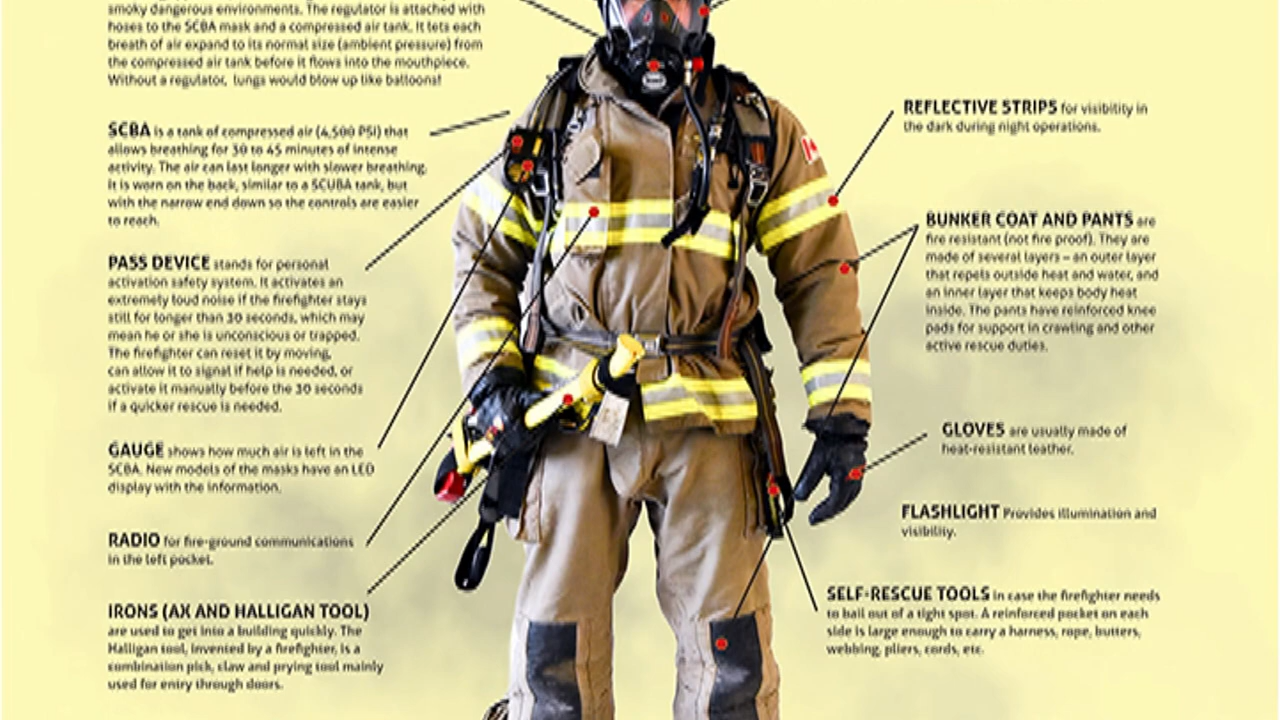 smoky dangerous environments. The regulator is attached with
hoses to the SCBA mask and a compressed air tank. It lets each
breath of air expand to its normal size (ambient pressure) from
the compressed air tank before it flows into the mouthpiece.
Without a regulator, lungs would blow up like balloons!
SCBA is a tank of compressed air (4,500 PSI) that
allows breathing for 30 to 45 minutes of intense
activity. The air can last longer with slower breathing.
It is worn on the back, similar to a SCUBA tank, but
with the narrow end down so the controls are easier
to reach.
PASS DEVICE stands for personal
activation safety system. It activates an
extremely loud noise if the firefighter stays
still for longer than 30 seconds, which may
mean he or she is unconscious or trapped.
The firefighter can reset it by moving,
can allow it to signal if help is needed, or
activate it manually before the 30 seconds
if a quicker rescue is needed.
GAUGE shows how much air is left in the
SCBA. New models of the masks have an LED
display with the information.
RADIO for fire-ground communications
in the left pocket.
IRONS (AX AND HALLIGAN TOOL)
are used to get into a building quickly. The
Halligan tool, invented by a firefighter, is a
combination pick, claw and prying tool mainly
used for entry through doors.
REFLECTIVE STRIPS for visibility in
the dark during night operations.
BUNKER COAT AND PANTS are
fire resistant (not fire proof). They are
made of several layers – an outer layer
that repels outside heat and water, and
an inner layer that keeps body heat
inside. The pants have reinforced knee
pads for support in crawling and other
active rescue duties.
GLOVES are usually made of
heat-resistant leather.
FLASHLIGHT Provides illumination and
visibility.
SELF-RESCUE TOOLS in case the firefighter needs
to bail out of a tight spot. A reinforced pocket on each
side is large enough to carry a harness, rope, butters,
webbing, pliers, cords, etc.